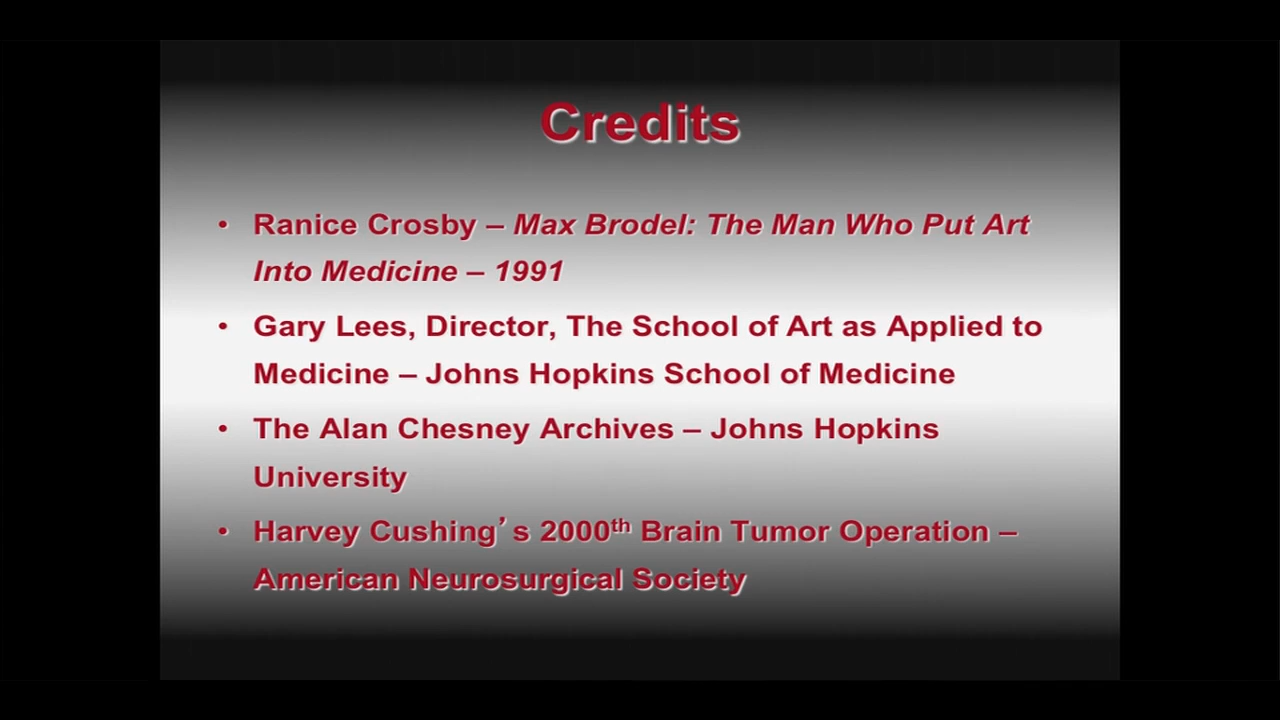 Credits
• Ranice Crosby – Max Brodel: The Man Who Put Art
Into Medicine – 1991
• Gary Lees, Director, The School of Art as Applied to
Medicine – Johns Hopkins School of Medicine
• The Alan Chesney Archives – Johns Hopkins
University
• Harvey Cushing’s 2000th Brain Tumor Operation –
American Neurosurgical Society